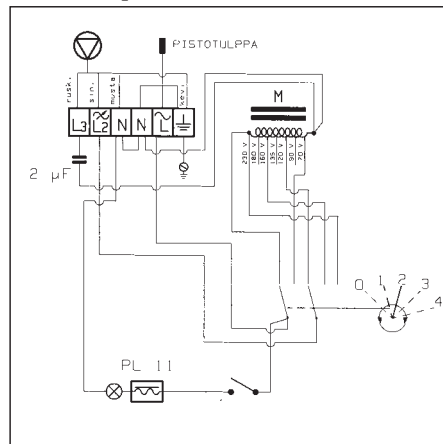 PISTOTULPPA
rusk.
sin.
musta
kev.
L3 L2 N N L
M
230 V
180 V
160 V
135 V
120 V
90 V
70 V
2 µF
0 1 2 3 4
PL 11